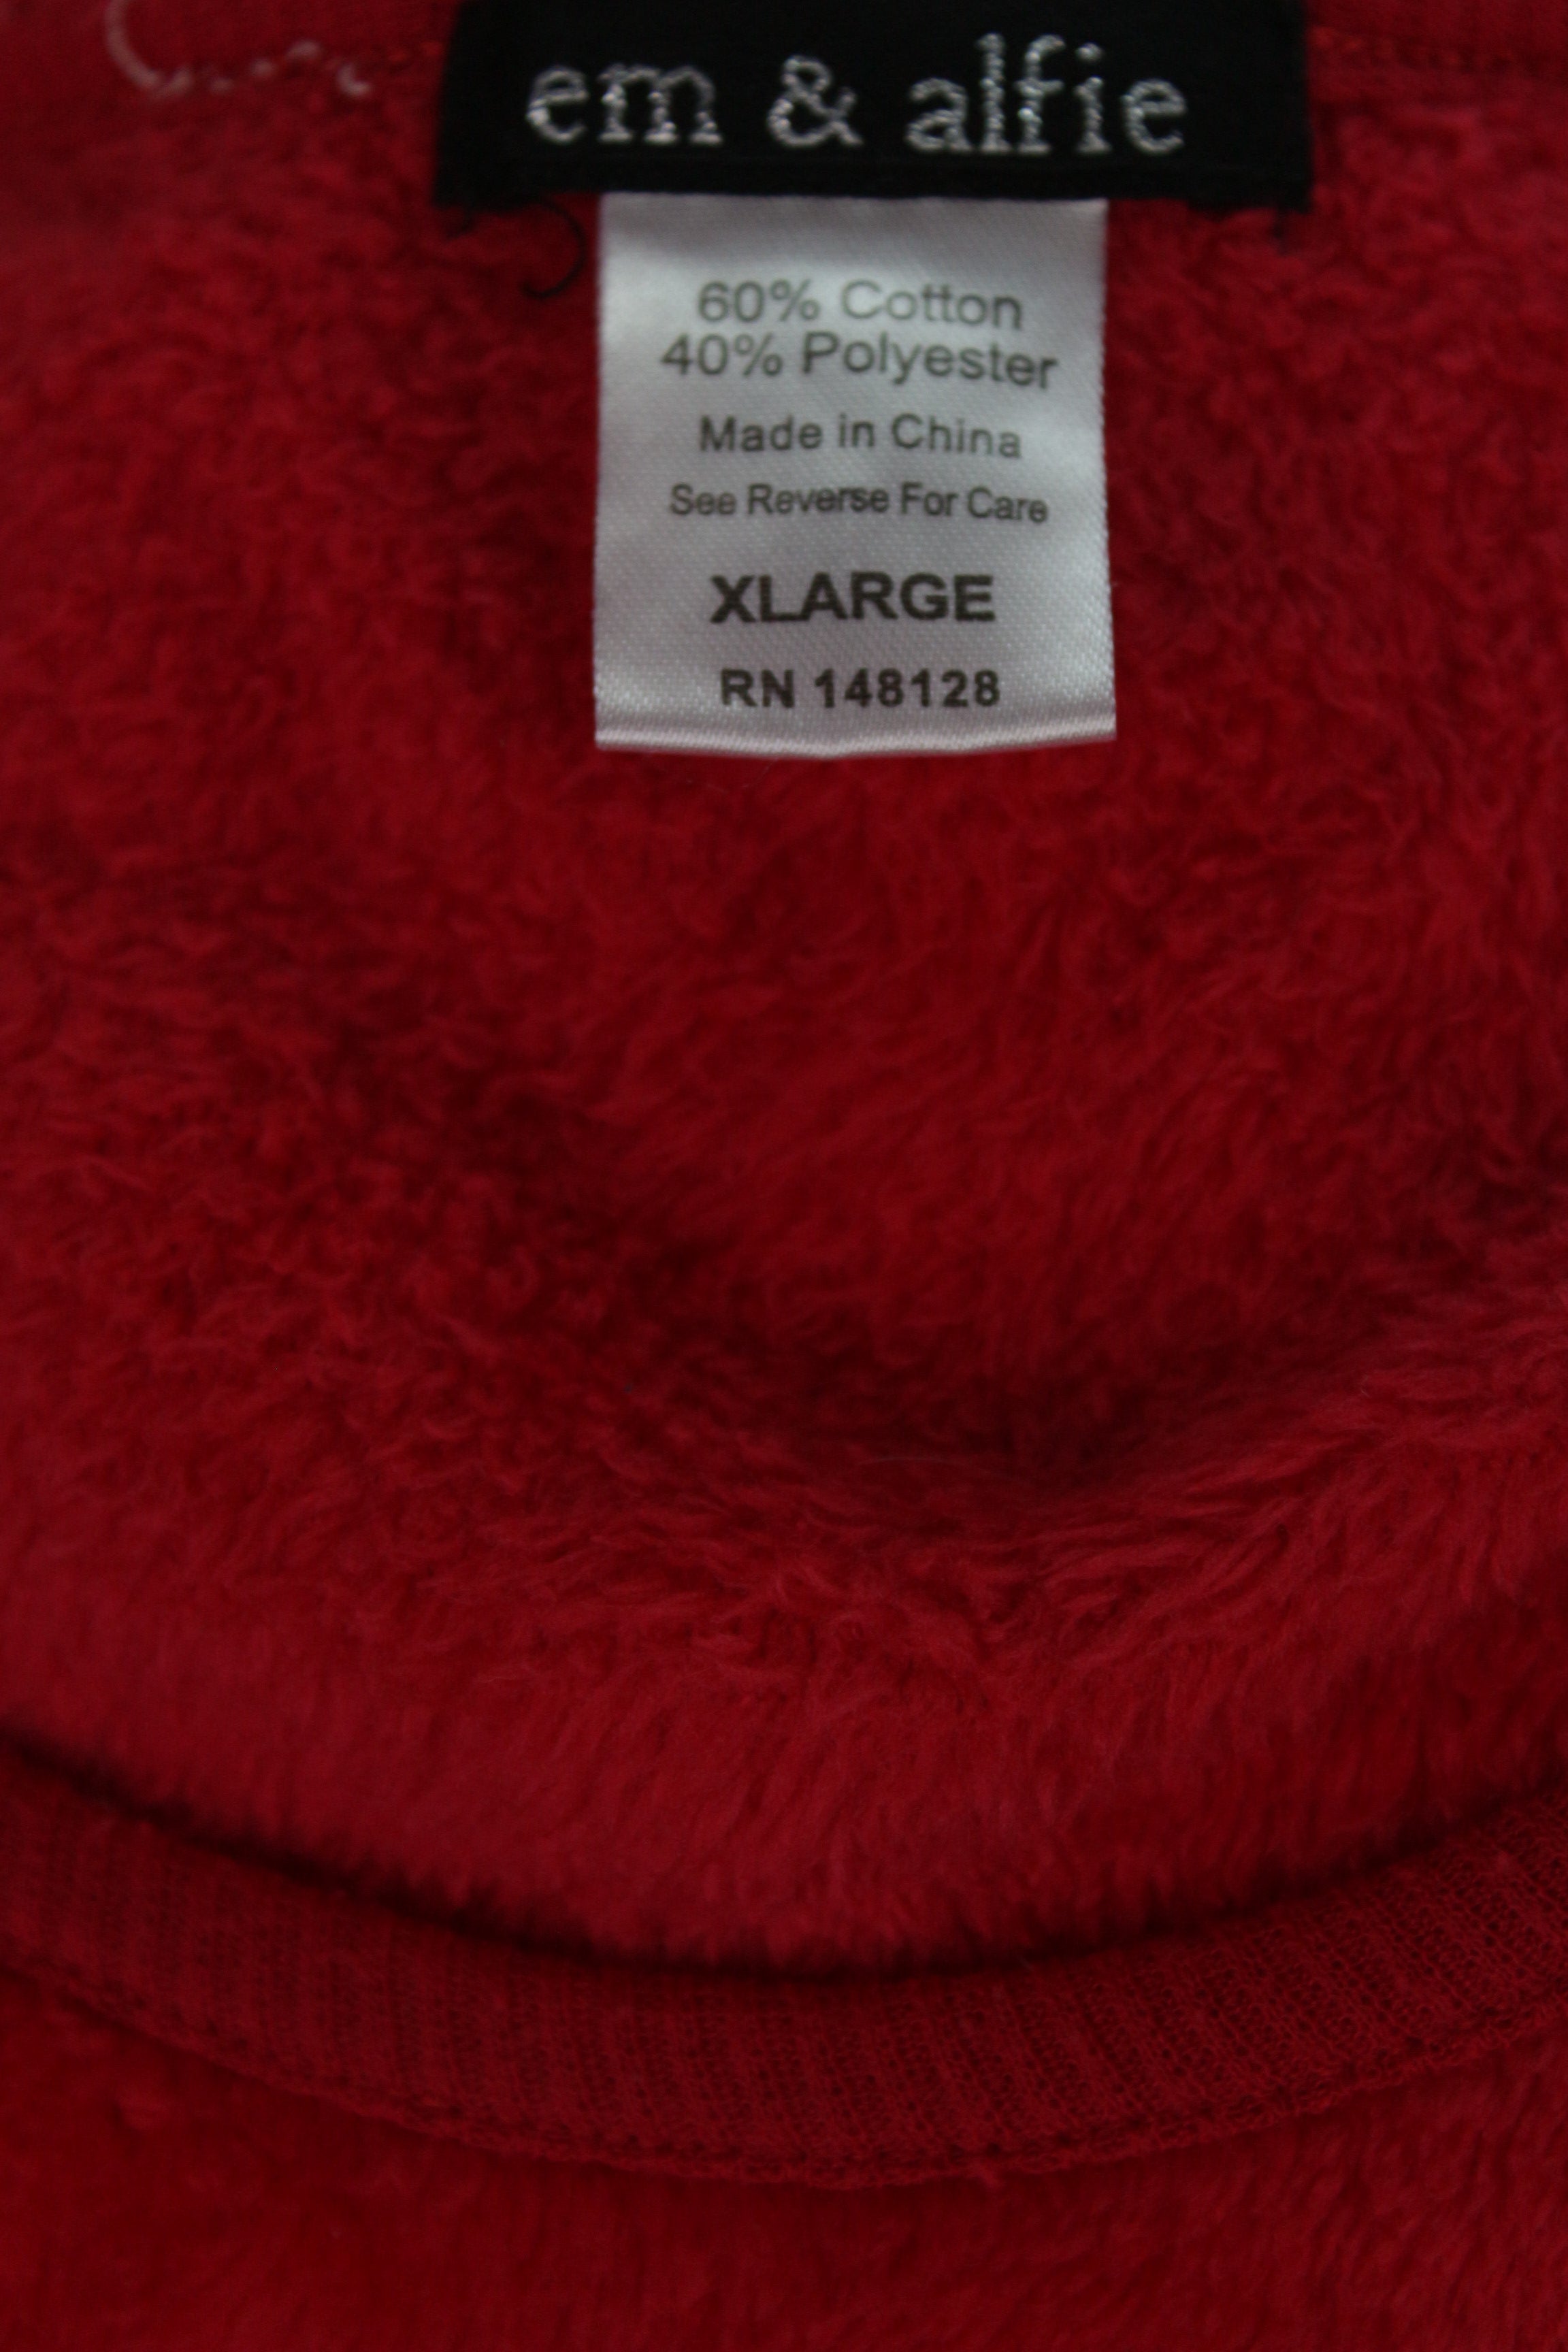 em & alfie
60% Cotton
40% Polyester
Made in China
See Reverse For Care
XLARGE
RN 148128